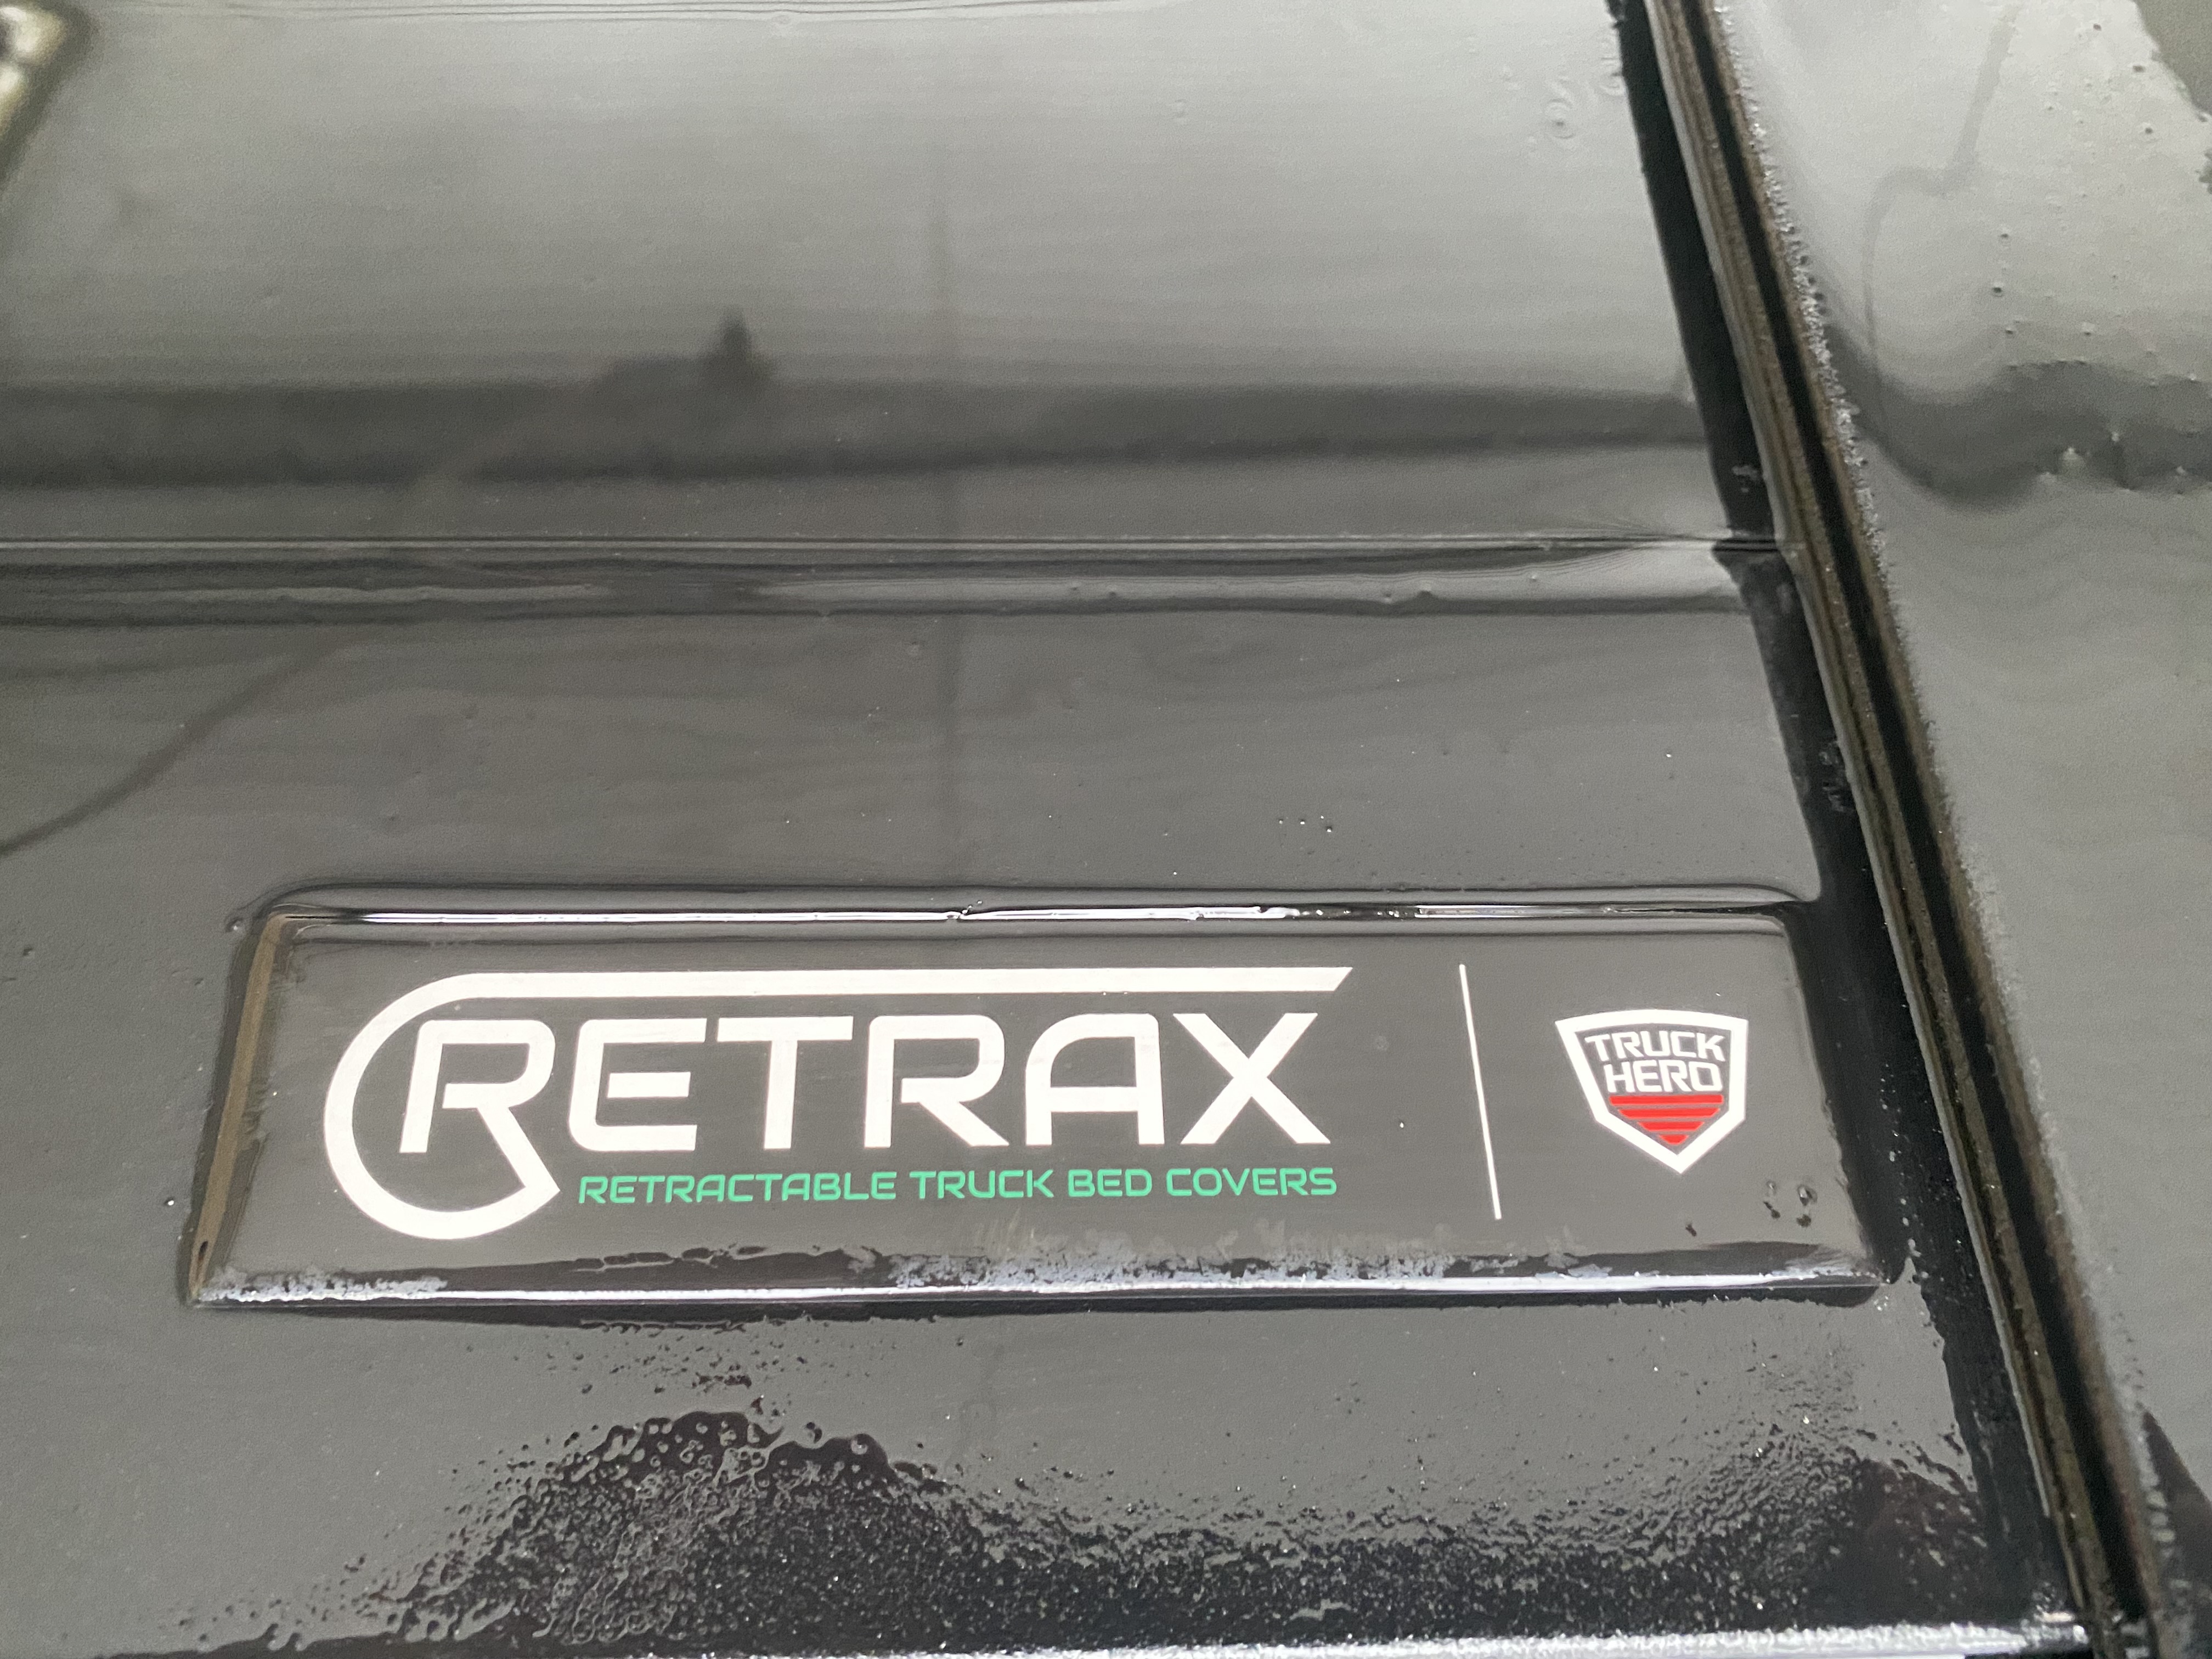 RETRAX
RETRACTABLE TRUCK BED COVERS
TRUCK
HERO